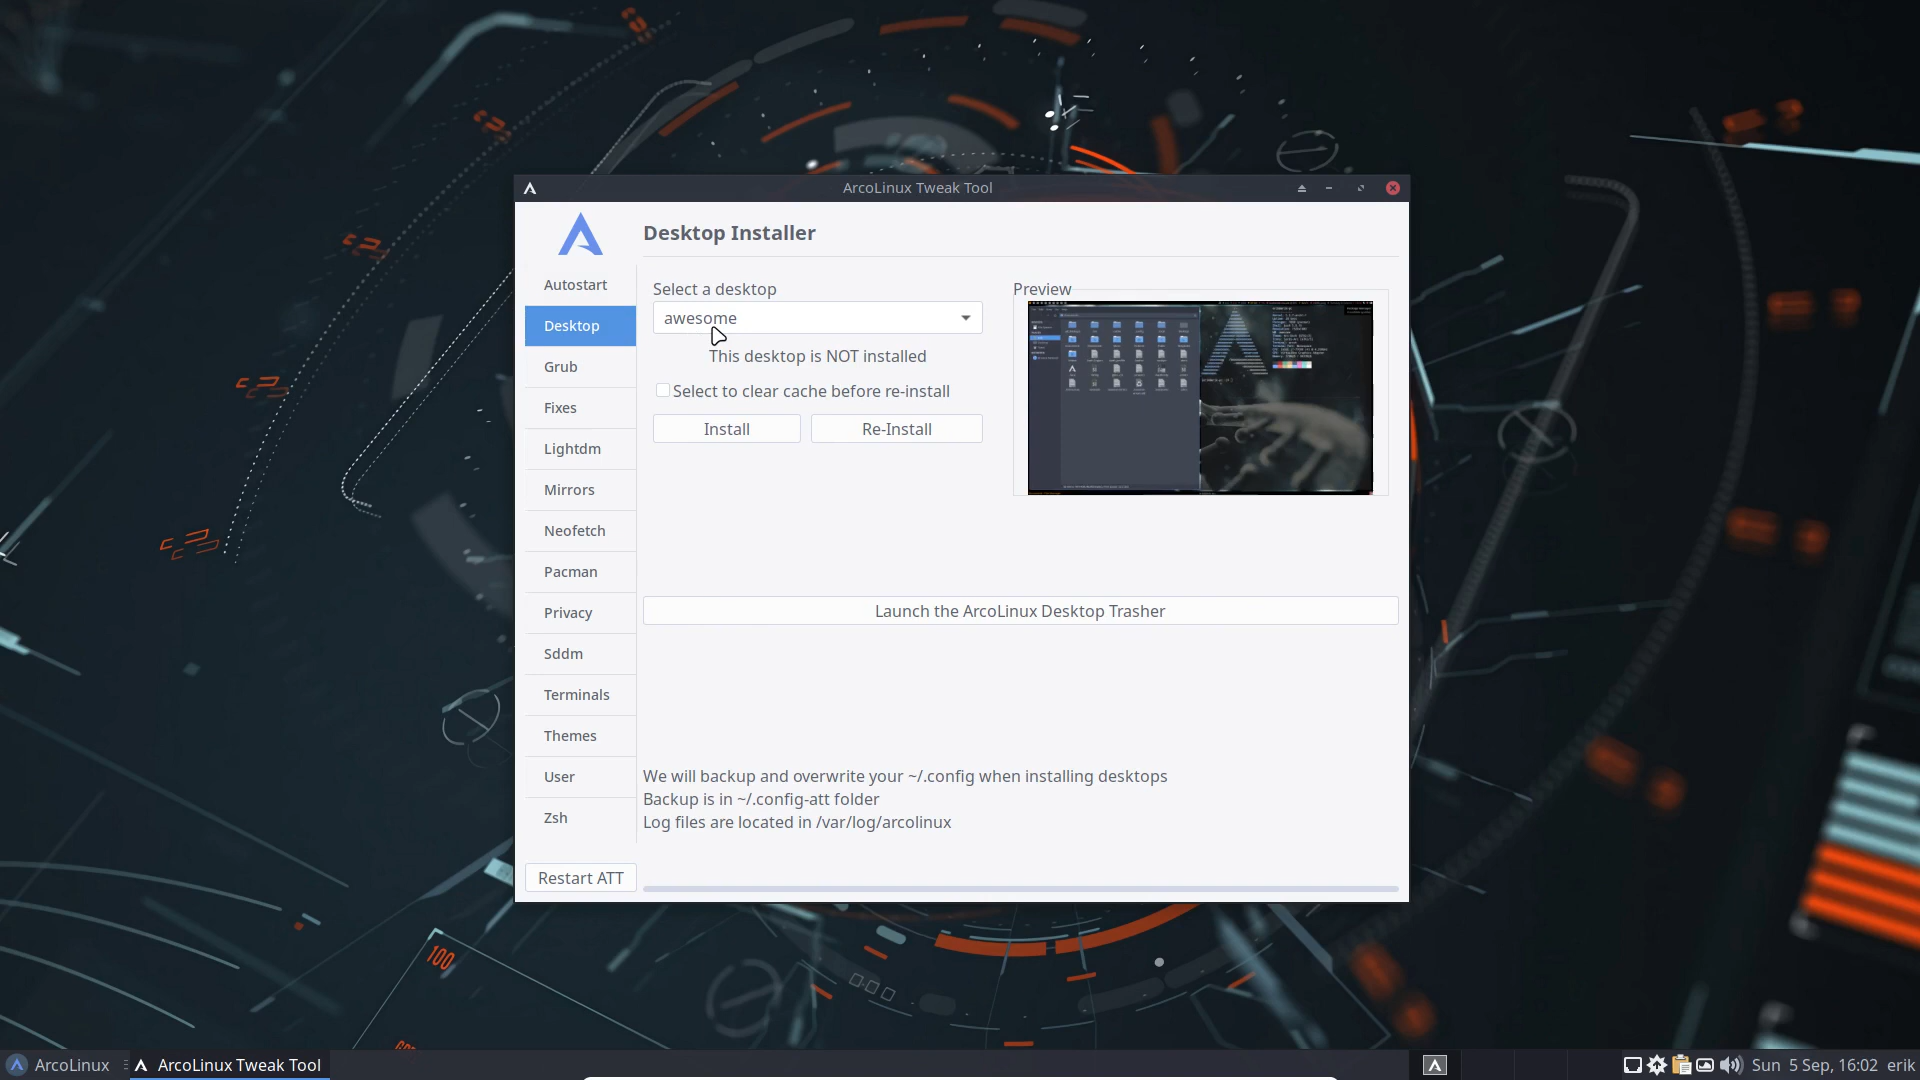 ArcoLinux Tweak Tool
Desktop Installer
Autostart
Desktop
Grub
Fixes
Lightdm
Mirrors
Neofetch
Pacman
Privacy
Sddm
Terminals
Themes
User
Zsh
Restart ATT
Select a desktop
awesome
This desktop is NOT installed
Select to clear cache before re-install
Install
Re-Install
Preview
Launch the ArcoLinux Desktop Trasher
We will backup and overwrite your ~/.config when installing desktops
Backup is in ~/.config-att folder
Log files are located in /var/log/arcolinux
100
ArcoLinux
ArcoLinux Tweak Tool
Sun 5 Sep, 16:02 erik